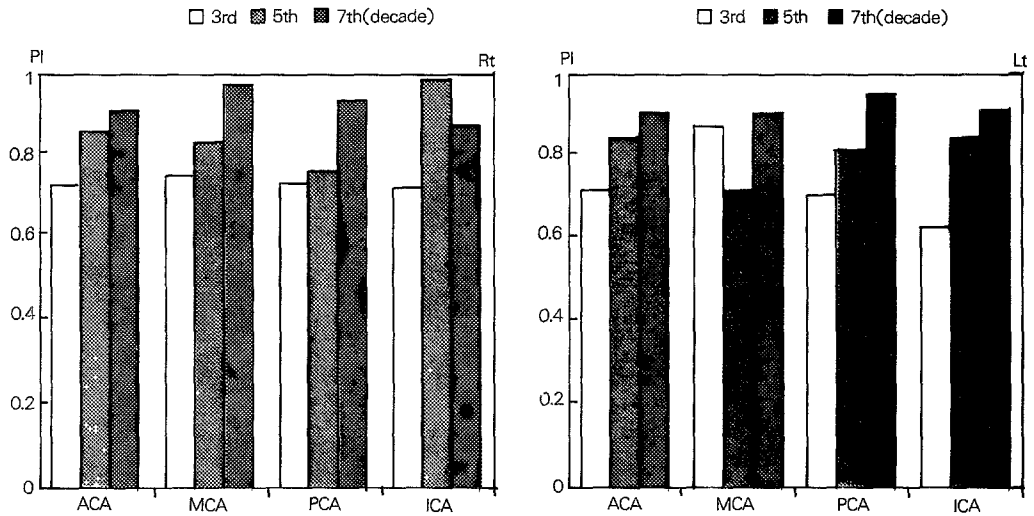 3rd 5th 7th(decade)
PI Rt
1
0.8
0.6
0.4
0.2
0
ACA MCA PCA ICA
3rd 5th 7th(decade)
PI Lt
1
0.8
0.6
0.4
0.2
0
ACA MCA PCA ICA